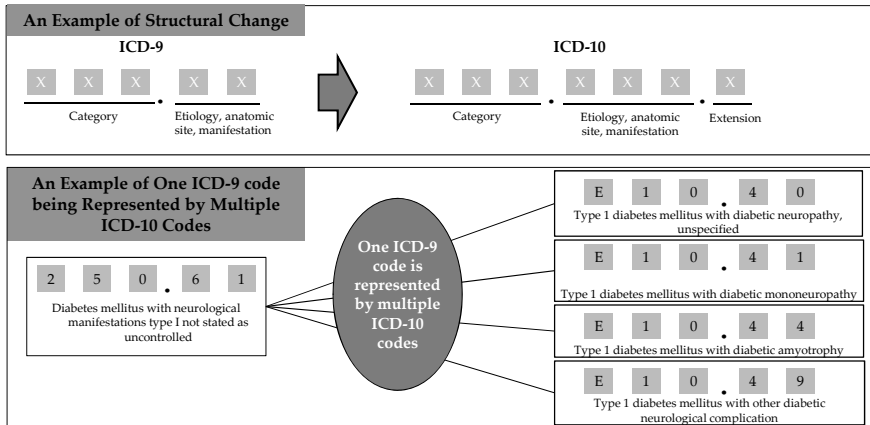 An Example of Structural Change
ICD-9
X X X . X X
Category
Etiology, anatomic
site, manifestation
ICD-10
X X X . X X X . X
Category
Etiology, anatomic
site, manifestation
Extension
An Example of One ICD-9 code
being Represented by Multiple
ICD-10 Codes
2 5 0 . 6 1
Diabetes mellitus with neurological
manifestations type I not stated as
uncontrolled
One ICD-9
code is
represented
by multiple
ICD-10
codes
E 1 0 . 4 0
Type 1 diabetes mellitus with diabetic neuropathy,
unspecified
E 1 0 . 4 1
Type 1 diabetes mellitus with diabetic mononeuropathy
E 1 0 . 4 4
Type 1 diabetes mellitus with diabetic amyotrophy
E 1 0 . 4 9
Type 1 diabetes mellitus with other diabetic
neurological complication